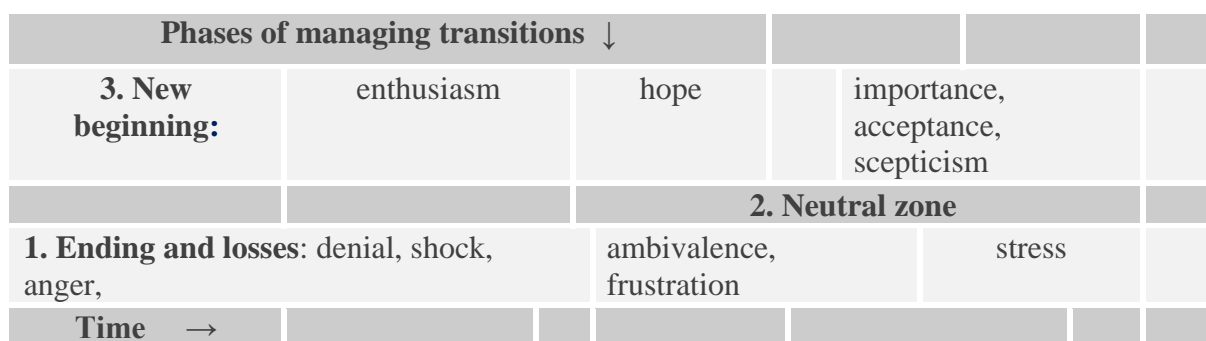 Phases of managing transitions ↓
3. New
beginning:
enthusiasm
hope
importance,
acceptance,
scepticism
2. Neutral zone
1. Ending and losses: denial, shock,
anger,
ambivalence,
frustration
stress
Time →